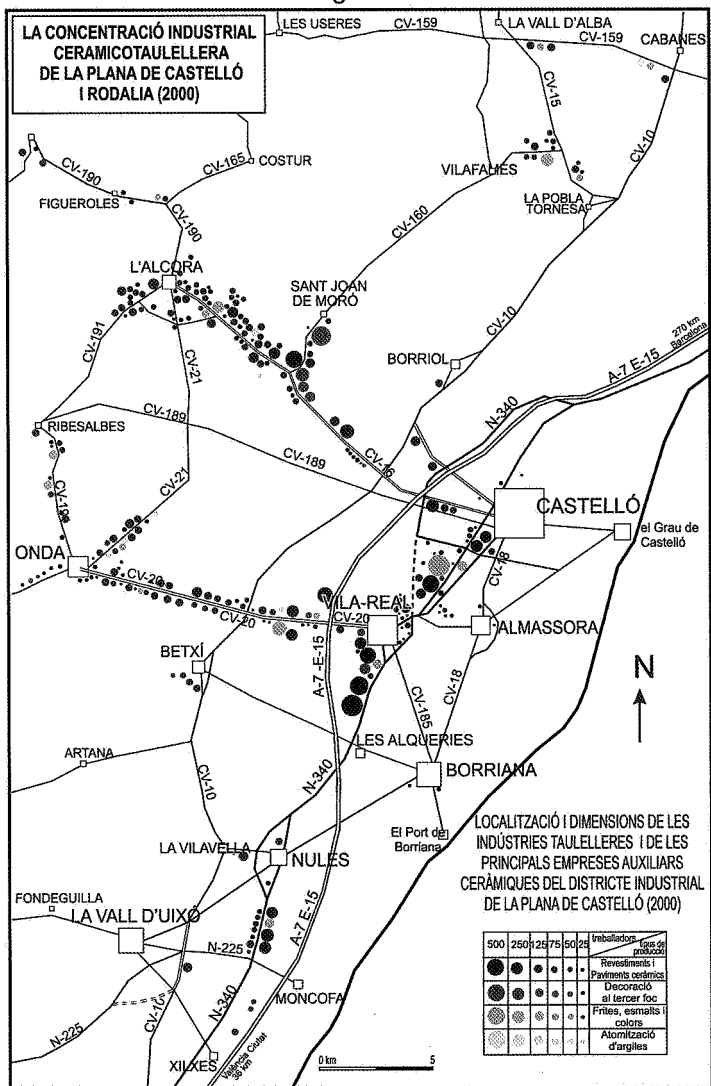 LA CONCENTRACIÓ INDUSTRIAL
CERAMICOTAULELLERA
DE LA PLANA DE CASTELLÓ
I RODALIA (2000)
LES USERES
CV-159
LA VALL D'ALBA
CV-159
CABANES
CV-15
CV-10
CV-165
COSTUR
CV-190
FIGUEROLES
CV-190
VILAFAMÉS
LA POBLA
TORNESA
CV-160
L'ALCORA
SANT JOAN
DE MORÓ
CV-10
CV-191
CV-21
BORRIOL
A-7 E-15
270 km
Barcelona
N-340
RIBESALBES
CV-189
CV-189
CV-16
CV-21
CASTELLÓ
el Grau de
Castelló
ONDA
CV-20
CV-20
CV-20
VILA-REAL
CV-18
ALMASSORA
BETXÍ
A-7 -E-15
N
CV-185
CV-18
ARTANA
LES ALQUERIES
CV-10
N-340
BORRIANA
El Port de
Borriana
LA VILAVELLA
NULES
LOCALITZACIÓ I DIMENSIONS DE LES
INDÚSTRIES TAULELLERES I DE LES
PRINCIPALS EMPRESES AUXILIARS
CERÀMIQUES DEL DISTRICTE INDUSTRIAL
DE LA PLANA DE CASTELLÓ (2000)
FONDEGUILLA
LA VALL D'UIXÓ
A-7 E-15
N-225
MONCOFA
N-340
CV-10
N-225
XILXES
València Ciutat
36 km
0 km 5
500 250 125 75 50 25 treballadors
tipus de
producció
Revestiments i
Paviments ceràmics
Decoració
al tercer foc
Frites, esmalts i
colors
Atomització
d'argiles